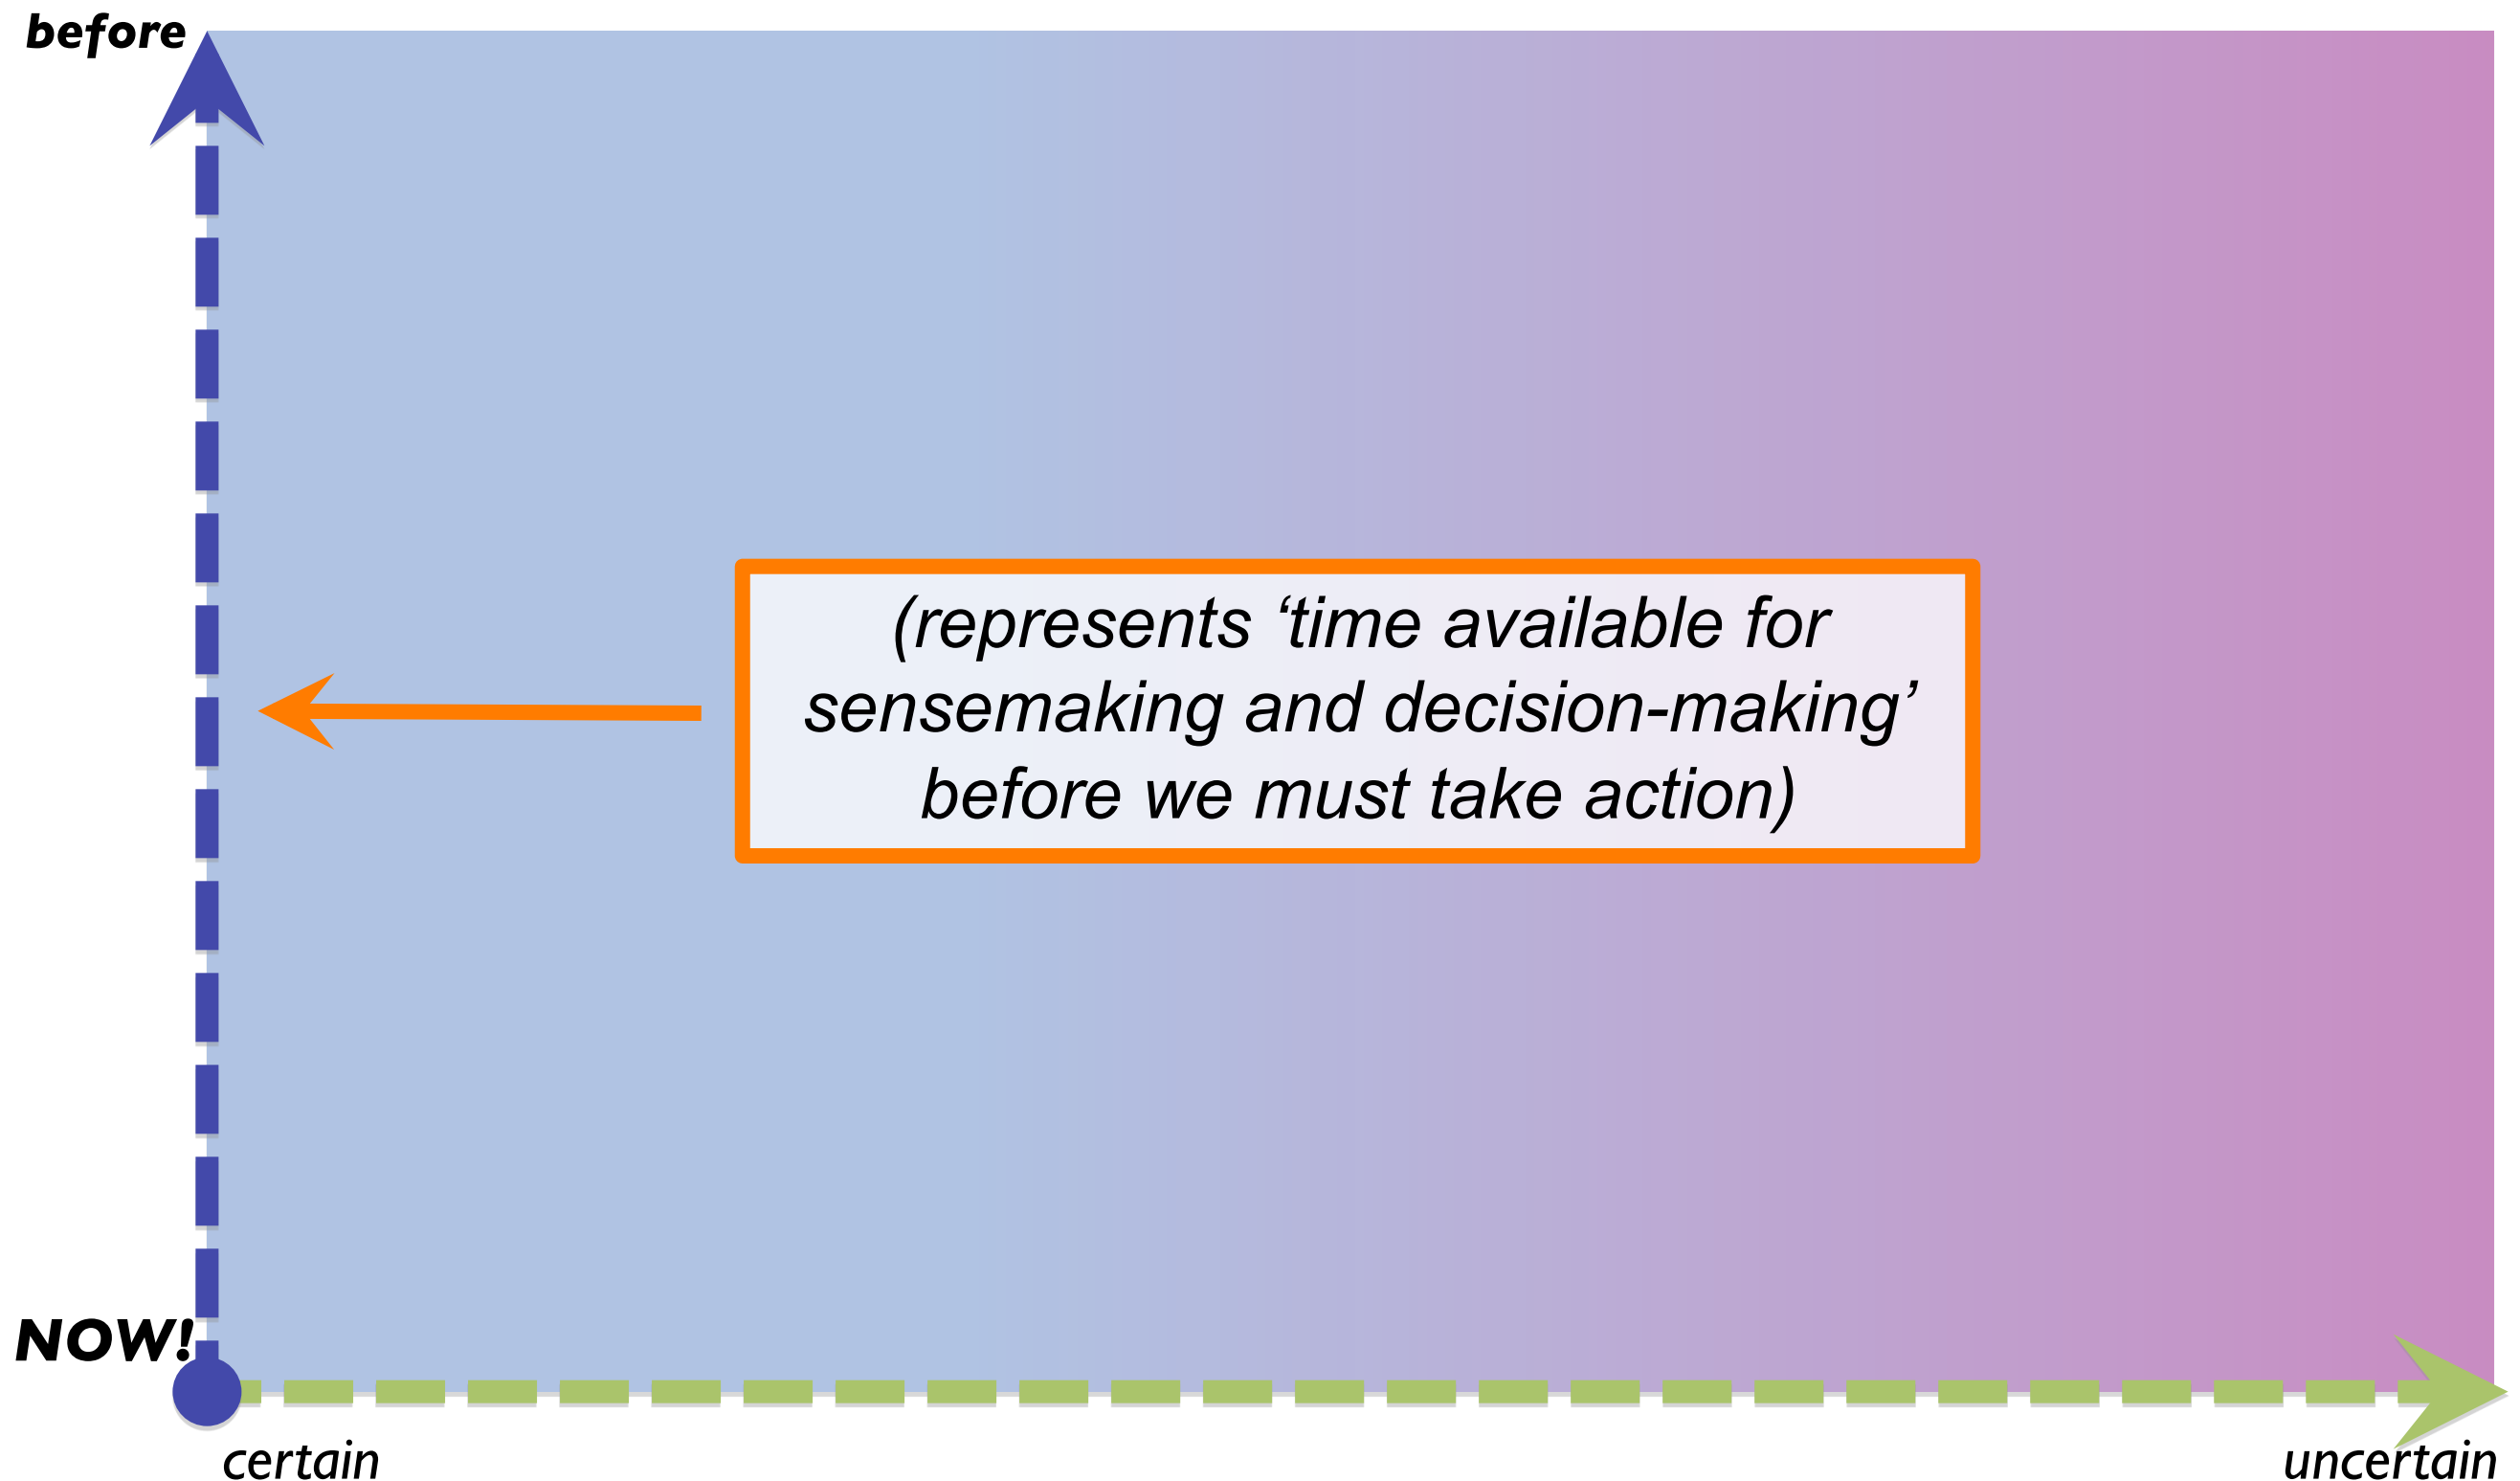 before
(represents ‘time available for
sensemaking and decision-making’
before we must take action)
NOW!
certain
uncertain